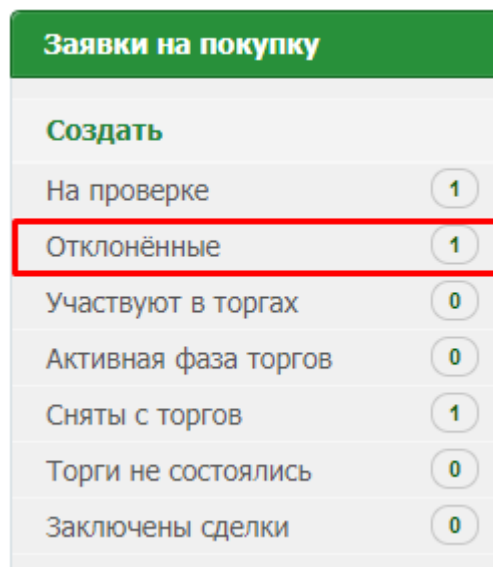 Заявки на покупку
Создать
На проверке 1
Отклонённые 1
Участвуют в торгах 0
Активная фаза торгов 0
Сняты с торгов 1
Торги не состоялись 0
Заключены сделки 0